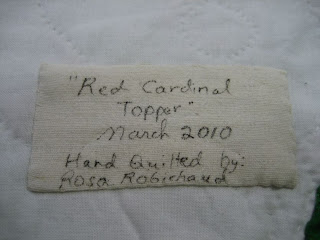 "Red Cardinal
Topper".
March 2010
Hand Quilted by:
Rosa Robichaud